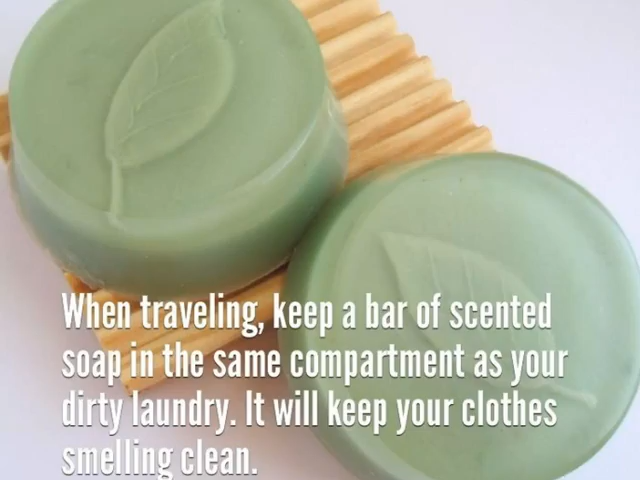 When traveling, keep a bar of scented
soap in the same compartment as your
dirty laundry. It will keep your clothes
smelling clean.